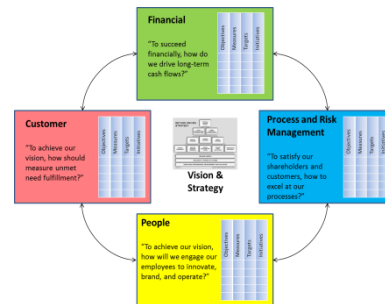 Financial
Objectives
Measures
Targets
Initiatives
"To succeed
financially, how do
we drive long-term
cash flows?"
Customer
Objectives
Measures
Targets
Initiatives
"To achieve our
vision, how should
measure unmet
need fulfillment?"
Vision &
Strategy
Process and Risk
Management
Objectives
Measures
Targets
Initiatives
"To satisfy our
shareholders and
customers, how to
excel at our
processes?"
People
Objectives
Measures
Targets
Initiatives
"To achieve our vision,
how will we engage our
employees to innovate,
brand, and operate?"